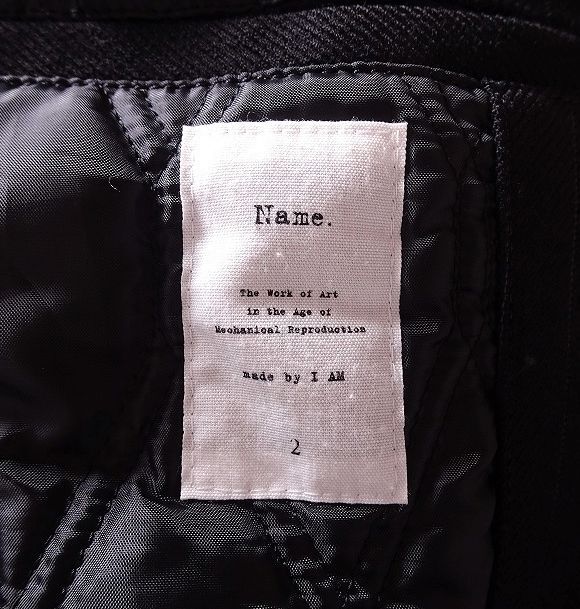 Name.
The Work of Art
in the Age of
Mechanical Reproduction
made by I AM
2